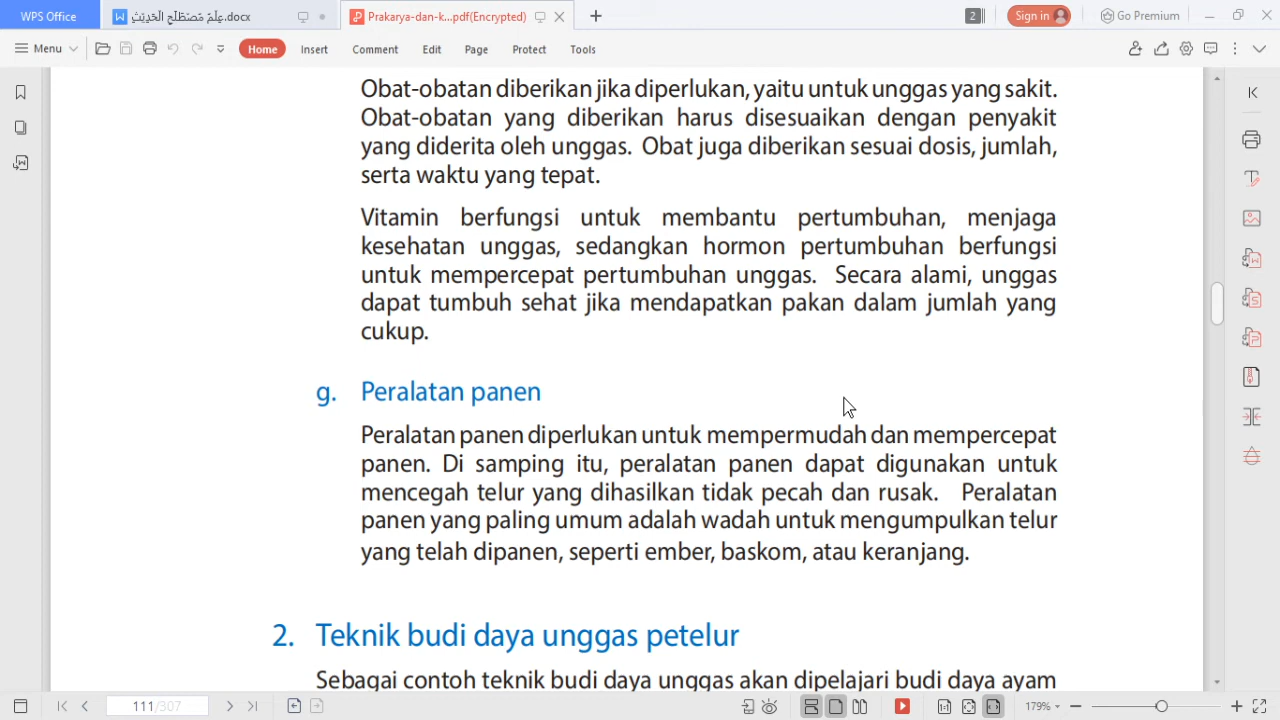 WPS Office
عِلْمُ مُصْطَلَحِ الْحَدِيْثِ.docx
Prakarya-dan-k...pdf(Encrypted)
2
Sign in
Go Premium
Menu
Home
Insert
Comment
Edit
Page
Protect
Tools
Obat-obatan diberikan jika diperlukan, yaitu untuk unggas yang sakit.
Obat-obatan yang diberikan harus disesuaikan dengan penyakit
yang diderita oleh unggas. Obat juga diberikan sesuai dosis, jumlah,
serta waktu yang tepat.
Vitamin berfungsi untuk membantu pertumbuhan, menjaga
kesehatan unggas, sedangkan hormon pertumbuhan berfungsi
untuk mempercepat pertumbuhan unggas. Secara alami, unggas
dapat tumbuh sehat jika mendapatkan pakan dalam jumlah yang
cukup.
g. Peralatan panen
Peralatan panen diperlukan untuk mempermudah dan mempercepat
panen. Di samping itu, peralatan panen dapat digunakan untuk
mencegah telur yang dihasilkan tidak pecah dan rusak. Peralatan
panen yang paling umum adalah wadah untuk mengumpulkan telur
yang telah dipanen, seperti ember, baskom, atau keranjang.
2. Teknik budi daya unggas petelur
Sebagai contoh teknik budi daya unggas akan dipelajari budi daya ayam
111/307
179%